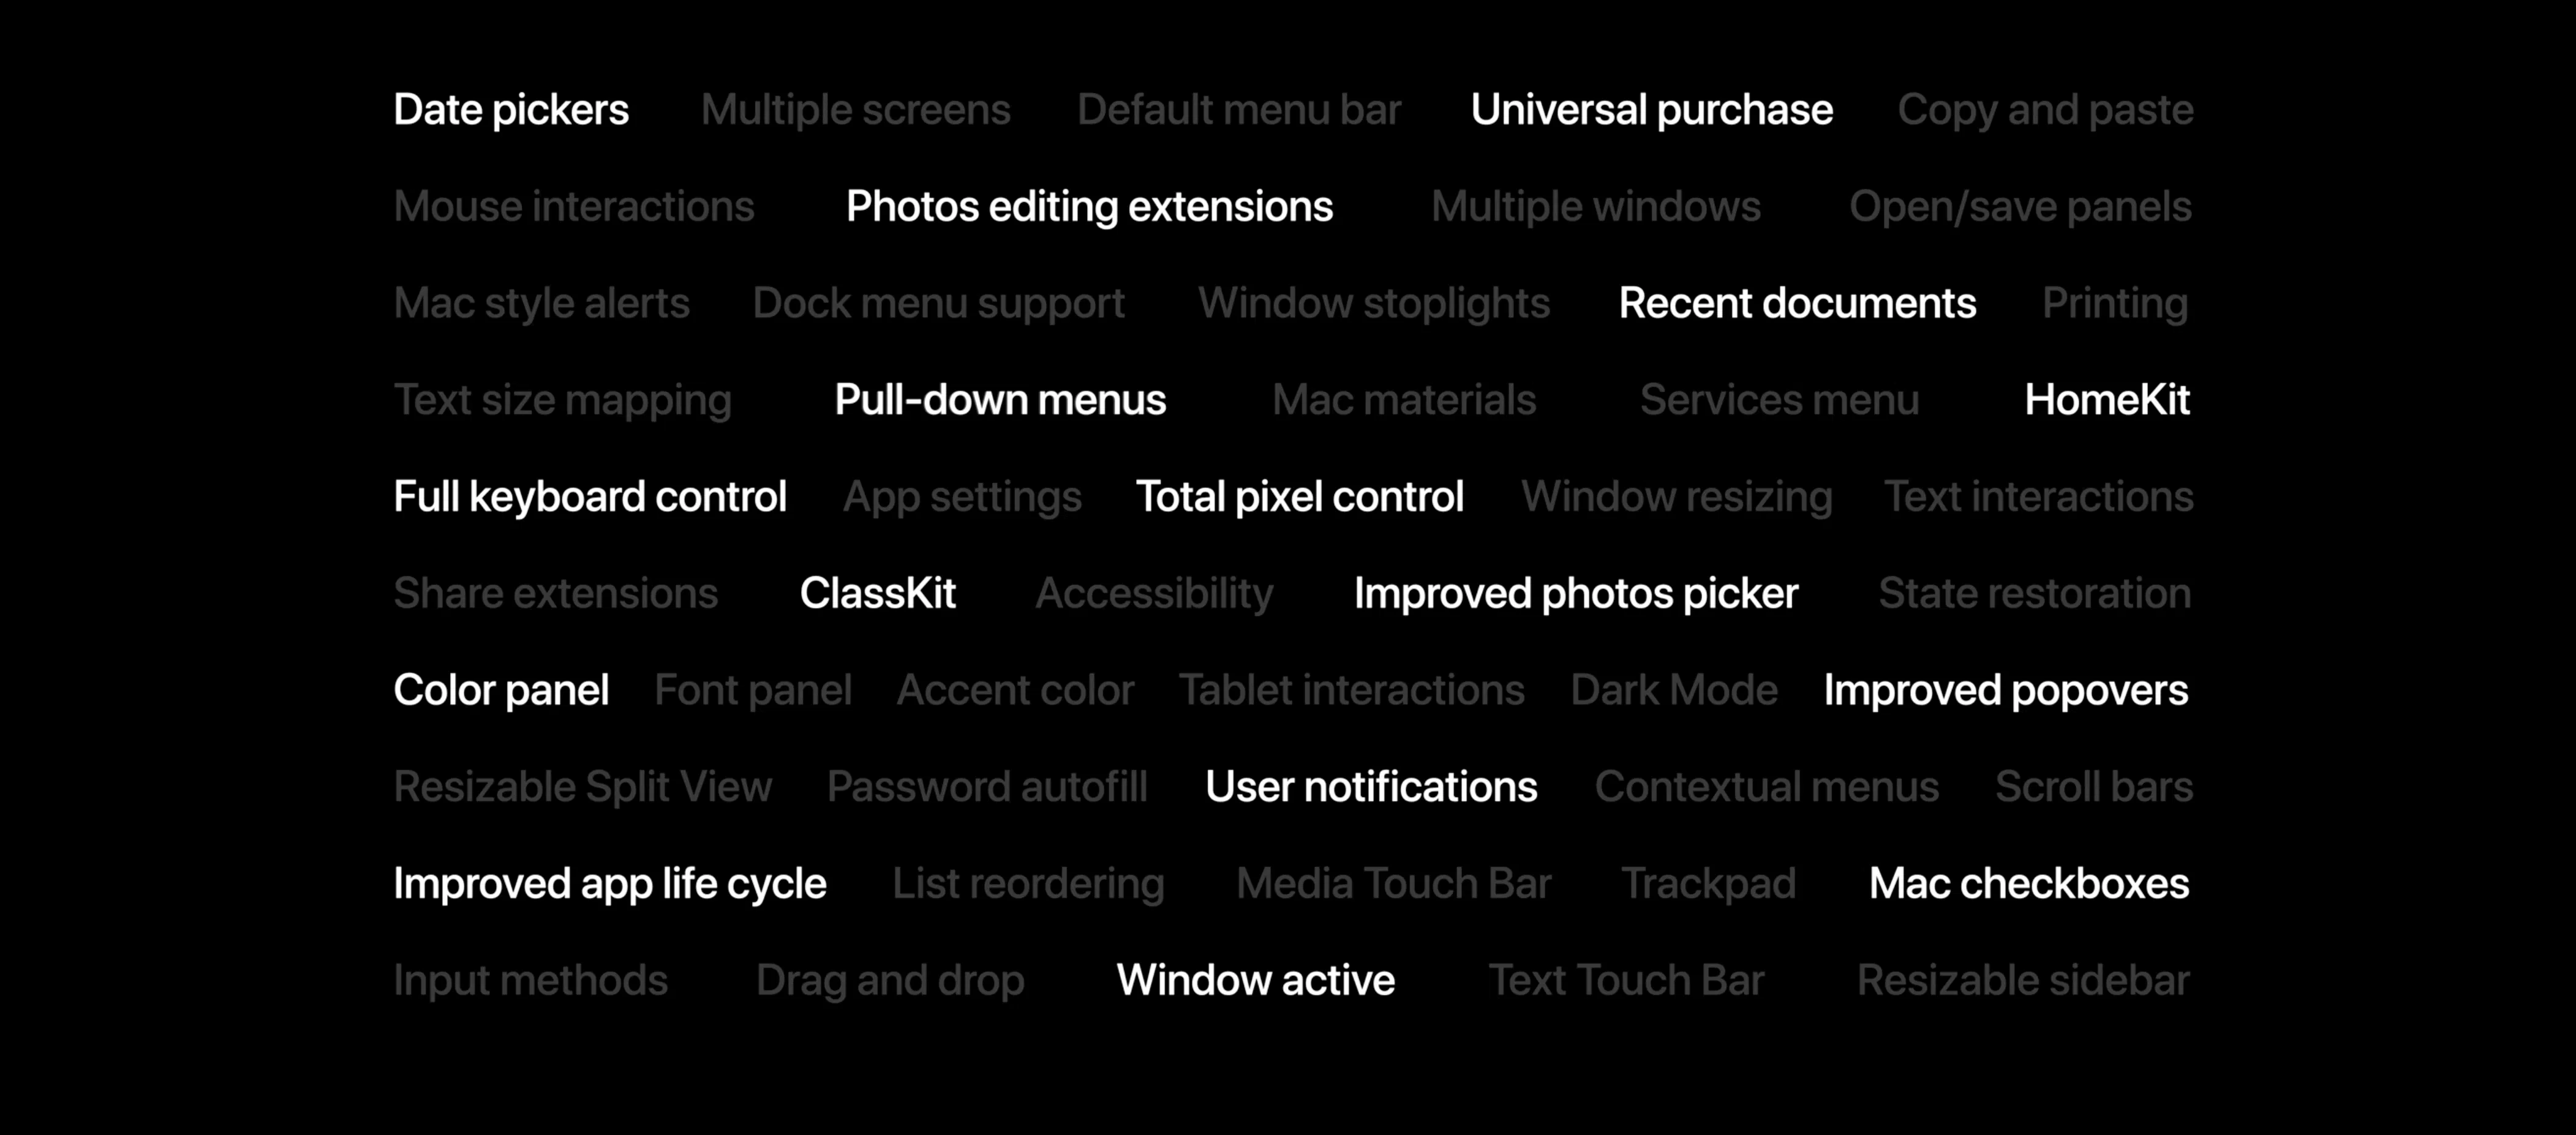 Date pickers Multiple screens Default menu bar Universal purchase Copy and paste
Mouse interactions Photos editing extensions Multiple windows Open/save panels
Mac style alerts Dock menu support Window stoplights Recent documents Printing
Text size mapping Pull-down menus Mac materials Services menu HomeKit
Full keyboard control App settings Total pixel control Window resizing Text interactions
Share extensions ClassKit Accessibility Improved photos picker State restoration
Color panel Font panel Accent color Tablet interactions Dark Mode Improved popovers
Resizable Split View Password autofill User notifications Contextual menus Scroll bars
Improved app life cycle List reordering Media Touch Bar Trackpad Mac checkboxes
Input methods Drag and drop Window active Text Touch Bar Resizable sidebar